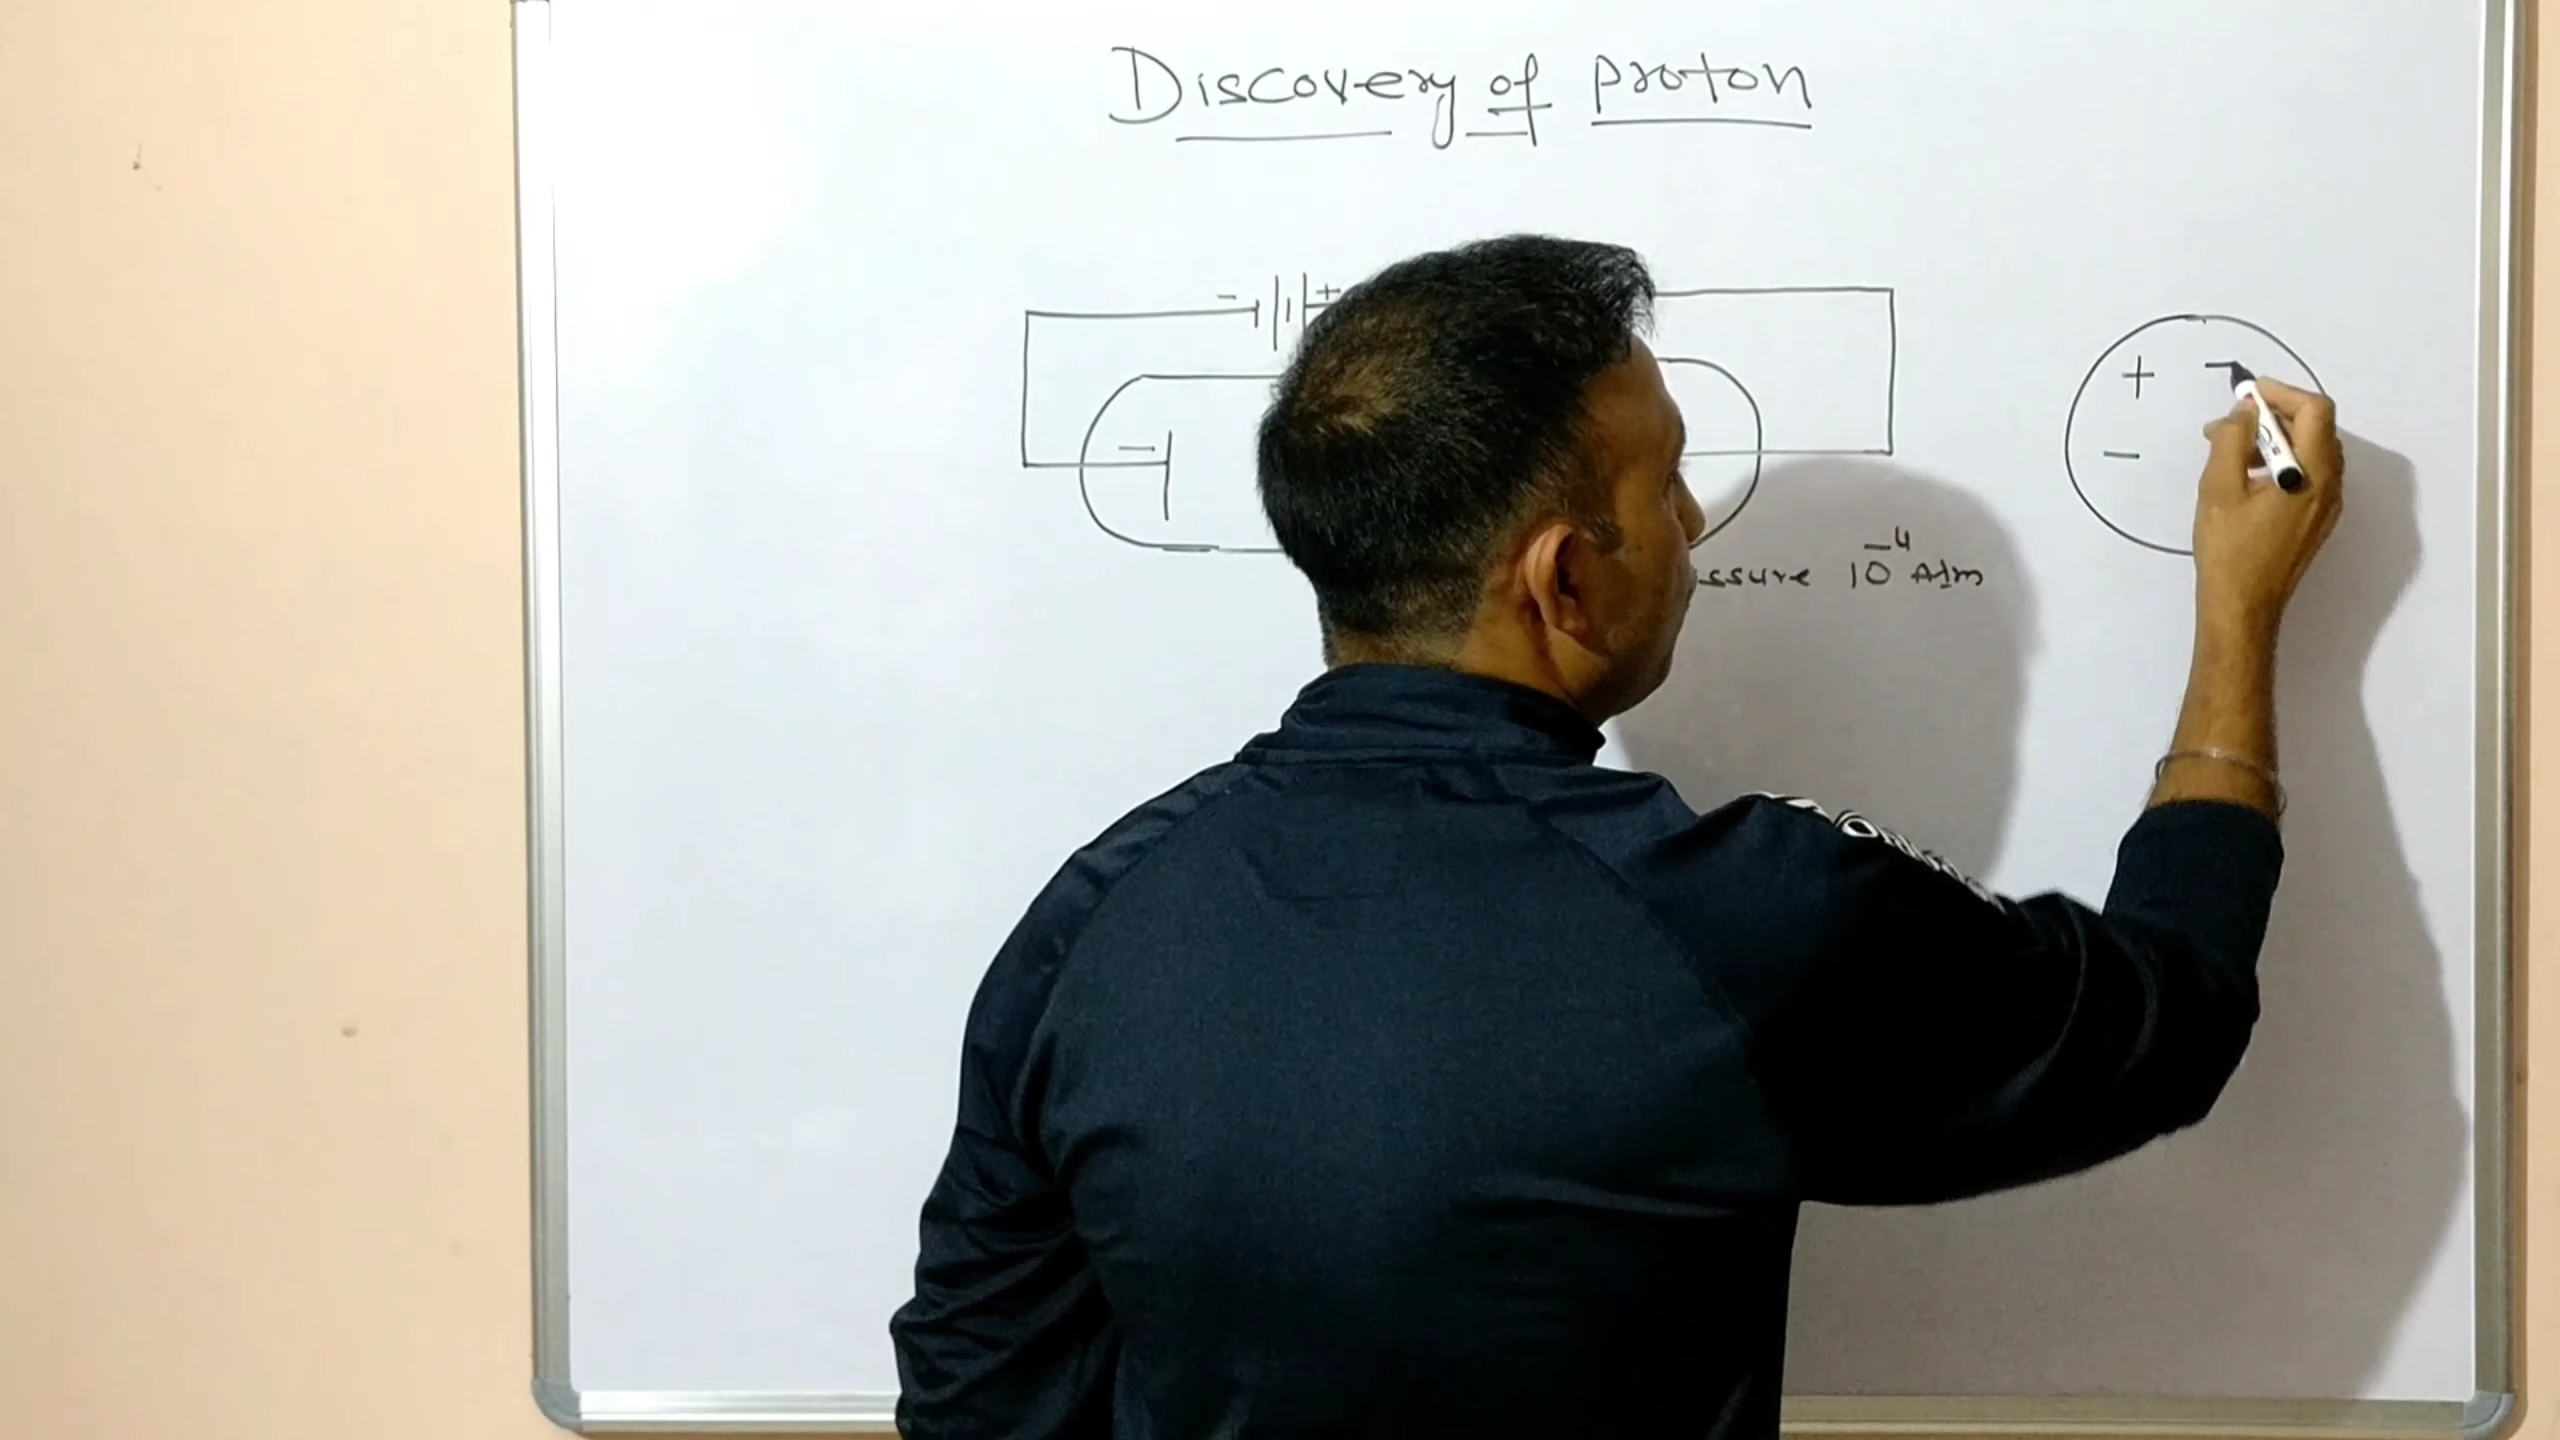 Discovery of proton
- +
-
+ -
-
-4
ssure 10 Atm